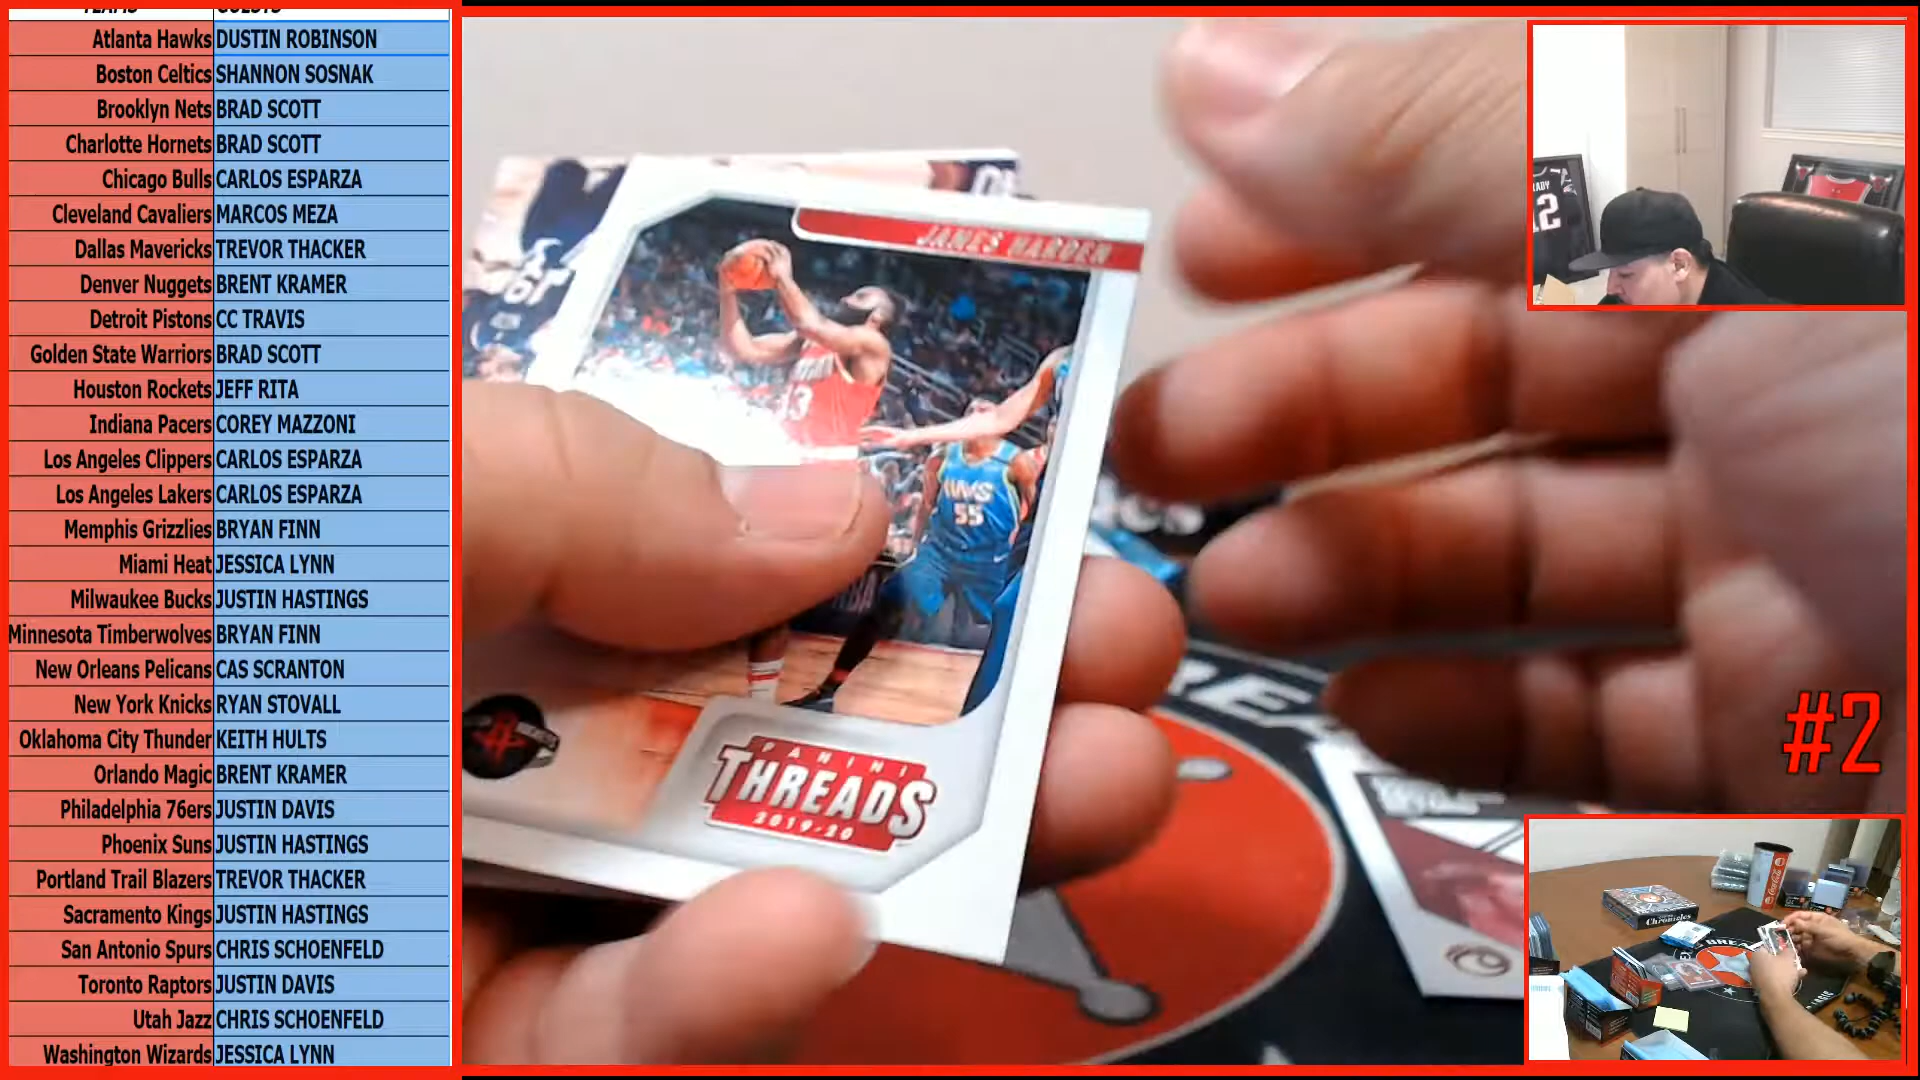 TEAMS GUESTS
Atlanta Hawks DUSTIN ROBINSON
Boston Celtics SHANNON SOSNAK
Brooklyn Nets BRAD SCOTT
Charlotte Hornets BRAD SCOTT
Chicago Bulls CARLOS ESPARZA
Cleveland Cavaliers MARCOS MEZA
Dallas Mavericks TREVOR THACKER
Denver Nuggets BRENT KRAMER
Detroit Pistons CC TRAVIS
Golden State Warriors BRAD SCOTT
Houston Rockets JEFF RITA
Indiana Pacers COREY MAZZONI
Los Angeles Clippers CARLOS ESPARZA
Los Angeles Lakers CARLOS ESPARZA
Memphis Grizzlies BRYAN FINN
Miami Heat JESSICA LYNN
Milwaukee Bucks JUSTIN HASTINGS
Minnesota Timberwolves BRYAN FINN
New Orleans Pelicans CAS SCRANTON
New York Knicks RYAN STOVALL
Oklahoma City Thunder KEITH HULTS
Orlando Magic BRENT KRAMER
Philadelphia 76ers JUSTIN DAVIS
Phoenix Suns JUSTIN HASTINGS
Portland Trail Blazers TREVOR THACKER
Sacramento Kings JUSTIN HASTINGS
San Antonio Spurs CHRIS SCHOENFELD
Toronto Raptors JUSTIN DAVIS
Utah Jazz CHRIS SCHOENFELD
Washington Wizards JESSICA LYNN
JAMES HARDEN
13
55
PANINI
THREADS
2019-20
12
#2
Chronicles